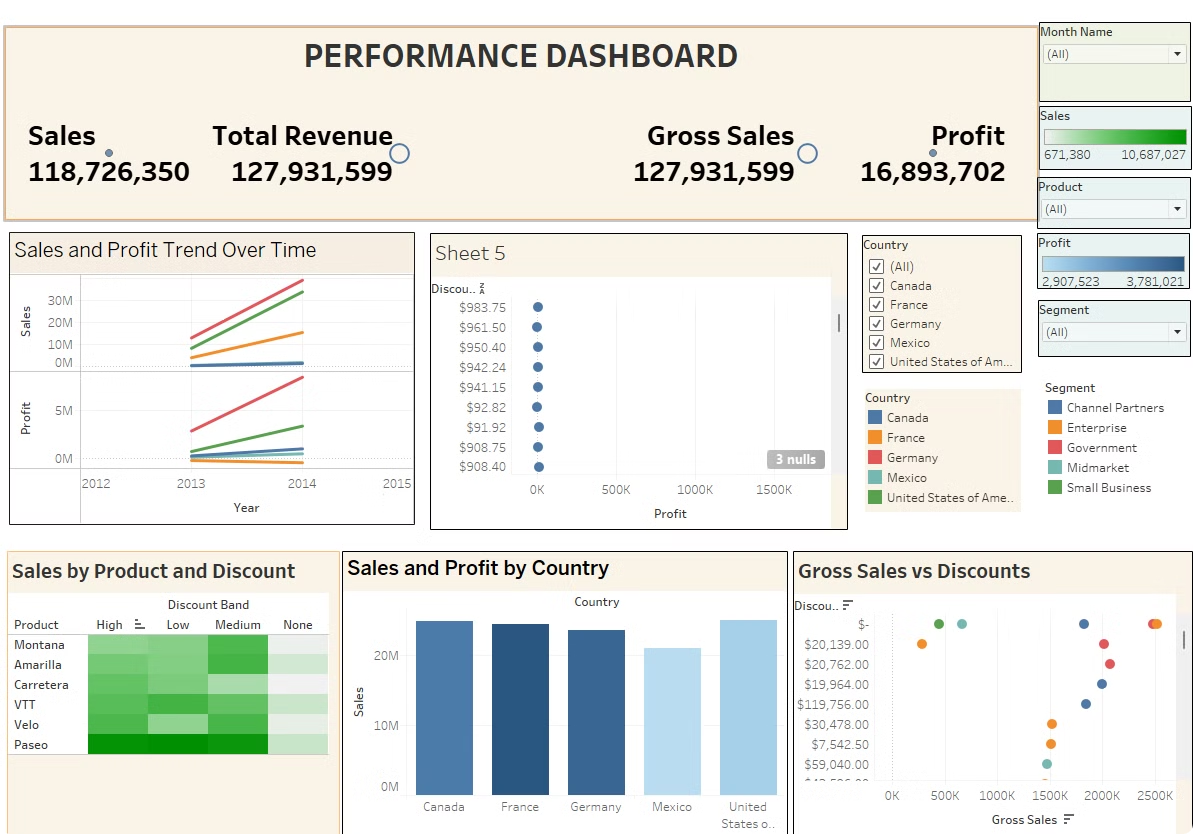 PERFORMANCE DASHBOARD
Sales
118,726,350
Total Revenue
127,931,599
Gross Sales
127,931,599
Profit
16,893,702
Month Name
(All)
Sales
671,380 10,687,027
Product
(All)
Profit
2,907,523 3,781,021
Segment
(All)
Sales and Profit Trend Over Time
Sales
30M
20M
10M
0M
Profit
5M
0M
2012 2013 2014 2015
Year
Sheet 5
Discou..
$983.75
$961.50
$950.40
$942.24
$941.15
$92.82
$91.92
$908.75
$908.40
3 nulls
0K 500K 1000K 1500K
Profit
Country
(All)
Canada
France
Germany
Mexico
United States of Am...
Country
Canada
France
Germany
Mexico
United States of Ame..
Segment
Channel Partners
Enterprise
Government
Midmarket
Small Business
Sales by Product and Discount
Discount Band
Product High Low Medium None
Montana
Amarilla
Carretera
VTT
Velo
Paseo
Sales and Profit by Country
Country
Sales
20M
10M
0M
Canada France Germany Mexico United
States o..
Gross Sales vs Discounts
Discou..
$-
$20,139.00
$20,762.00
$19,964.00
$119,756.00
$30,478.00
$7,542.50
$59,040.00
0K 500K 1000K 1500K 2000K 2500K
Gross Sales